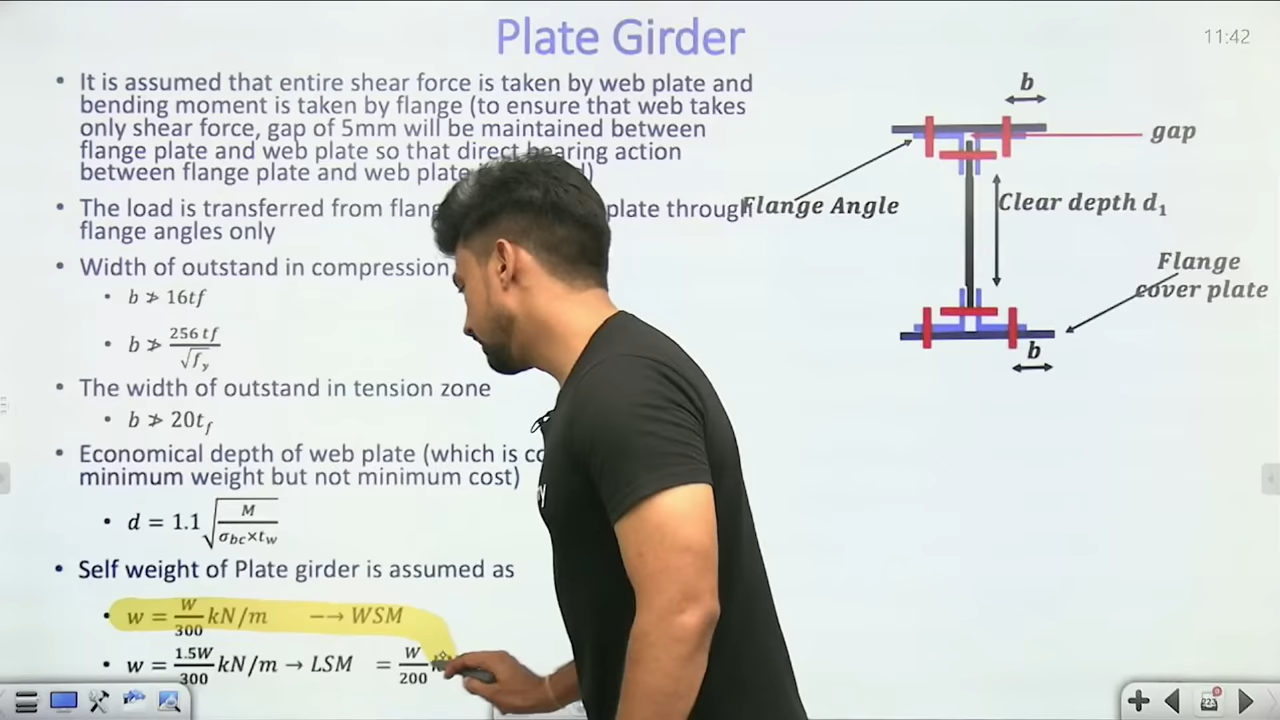 Plate Girder
11:42
• It is assumed that entire shear force is taken by web plate and
bending moment is taken by flange (to ensure that web takes
only shear force, gap of 5mm will be maintained between
flange plate and web plate so that direct bearing action
between flange plate and web plate )
• The load is transferred from plate through
flange angles only
• Width of outstand in compression
• b ≯ 16tf
• b ≯ 256 tf / √f_y
• The width of outstand in tension zone
• b ≯ 20t_f
• Economical depth of web plate (which is
minimum weight but not minimum cost)
• d = 1.1 √(M / σ_bc×t_w)
• Self weight of Plate girder is assumed as
• w = W/300 kN/m −→ WSM
• w = 1.5W/300 kN/m → LSM = W/200
b
gap
Flange Angle
Clear depth d₁
Flange
cover plate
b
223